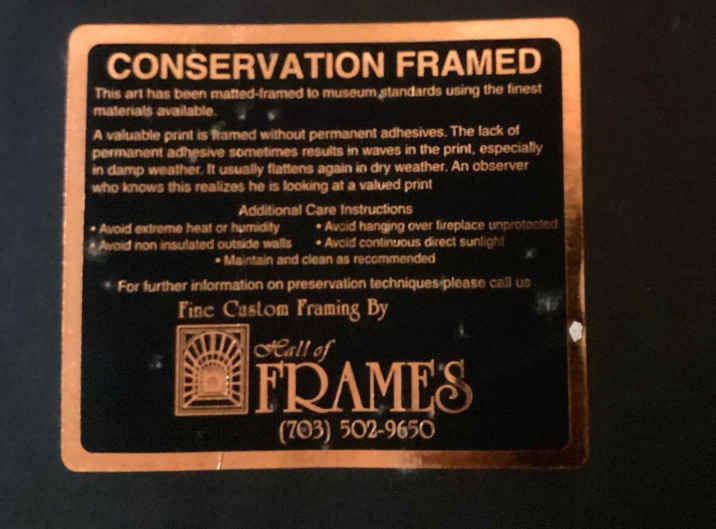 CONSERVATION FRAMED
This art has been matted-framed to museum standards using the finest
materials available.
A valuable print is framed without permanent adhesives. The lack of
permanent adhesive sometimes results in waves in the print, especially
in damp weather. It usually flattens again in dry weather. An observer
who knows this realizes he is looking at a valued print
Additional Care Instructions
• Avoid extreme heat or humidity • Avoid hanging over fireplace unprotected
• Avoid non insulated outside walls • Avoid continuous direct sunlight
• Maintain and clean as recommended
For further information on preservation techniques please call us
Fine Custom Framing By
Hall of
FRAMES
(703) 502-9650